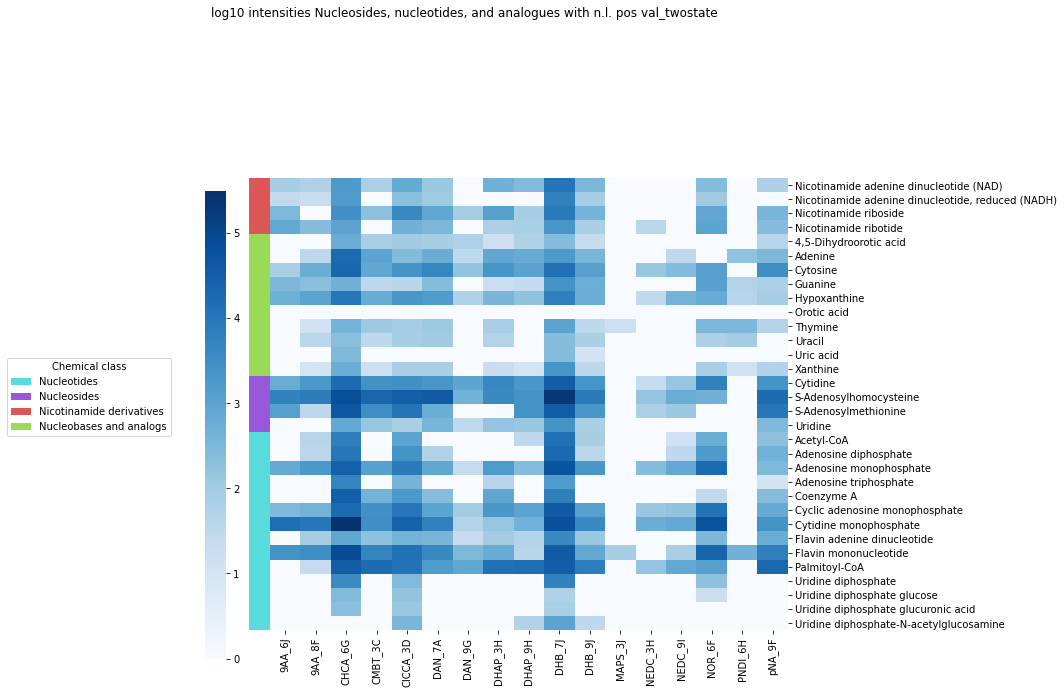 log10 intensities Nucleosides, nucleotides, and analogues with n.l. pos val_twostate
Nicotinamide adenine dinucleotide (NAD)
Nicotinamide adenine dinucleotide, reduced (NADH)
Nicotinamide riboside
Nicotinamide ribotide
4,5-Dihydroorotic acid
Adenine
Cytosine
Guanine
Hypoxanthine
Orotic acid
Thymine
Uracil
Uric acid
Xanthine
Cytidine
S-Adenosylhomocysteine
S-Adenosylmethionine
Uridine
Acetyl-CoA
Adenosine diphosphate
Adenosine monophosphate
Adenosine triphosphate
Coenzyme A
Cyclic adenosine monophosphate
Cytidine monophosphate
Flavin adenine dinucleotide
Flavin mononucleotide
Palmitoyl-CoA
Uridine diphosphate
Uridine diphosphate glucose
Uridine diphosphate glucuronic acid
Uridine diphosphate-N-acetylglucosamine
5
4
3
2
1
0
Chemical class
Nucleotides
Nucleosides
Nicotinamide derivatives
Nucleobases and analogs
9AA_6J
9AA_8F
CHCA_6G
CMBT_3C
ClCCA_3D
DAN_7A
DAN_9G
DHAP_3H
DHAP_9H
DHB_7J
DHB_9J
MAPS_3J
NEDC_3H
NEDC_9I
NOR_6F
PNDI_6H
pNA_9F